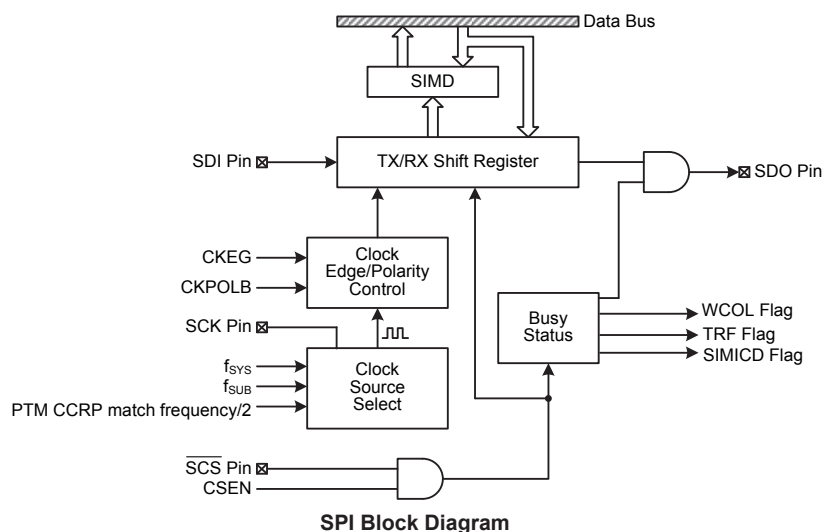 Data Bus
SIMD
SDI Pin
TX/RX Shift Register
SDO Pin
CKEG
CKPOLB
Clock
Edge/Polarity
Control
SCK Pin
fSYS
fSUB
PTM CCRP match frequency/2
Clock
Source
Select
Busy
Status
WCOL Flag
TRF Flag
SIMICD Flag
SCS Pin
CSEN
SPI Block Diagram